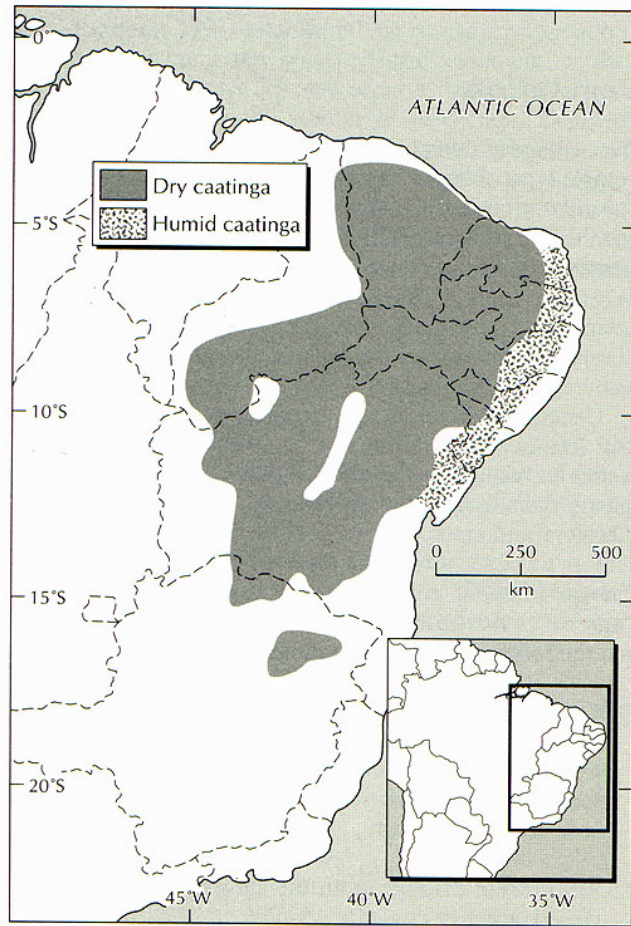 0°
ATLANTIC OCEAN
Dry caatinga
Humid caatinga
5°S
10°S
0 250 500
km
15°S
20°S
45°W 40°W 35°W